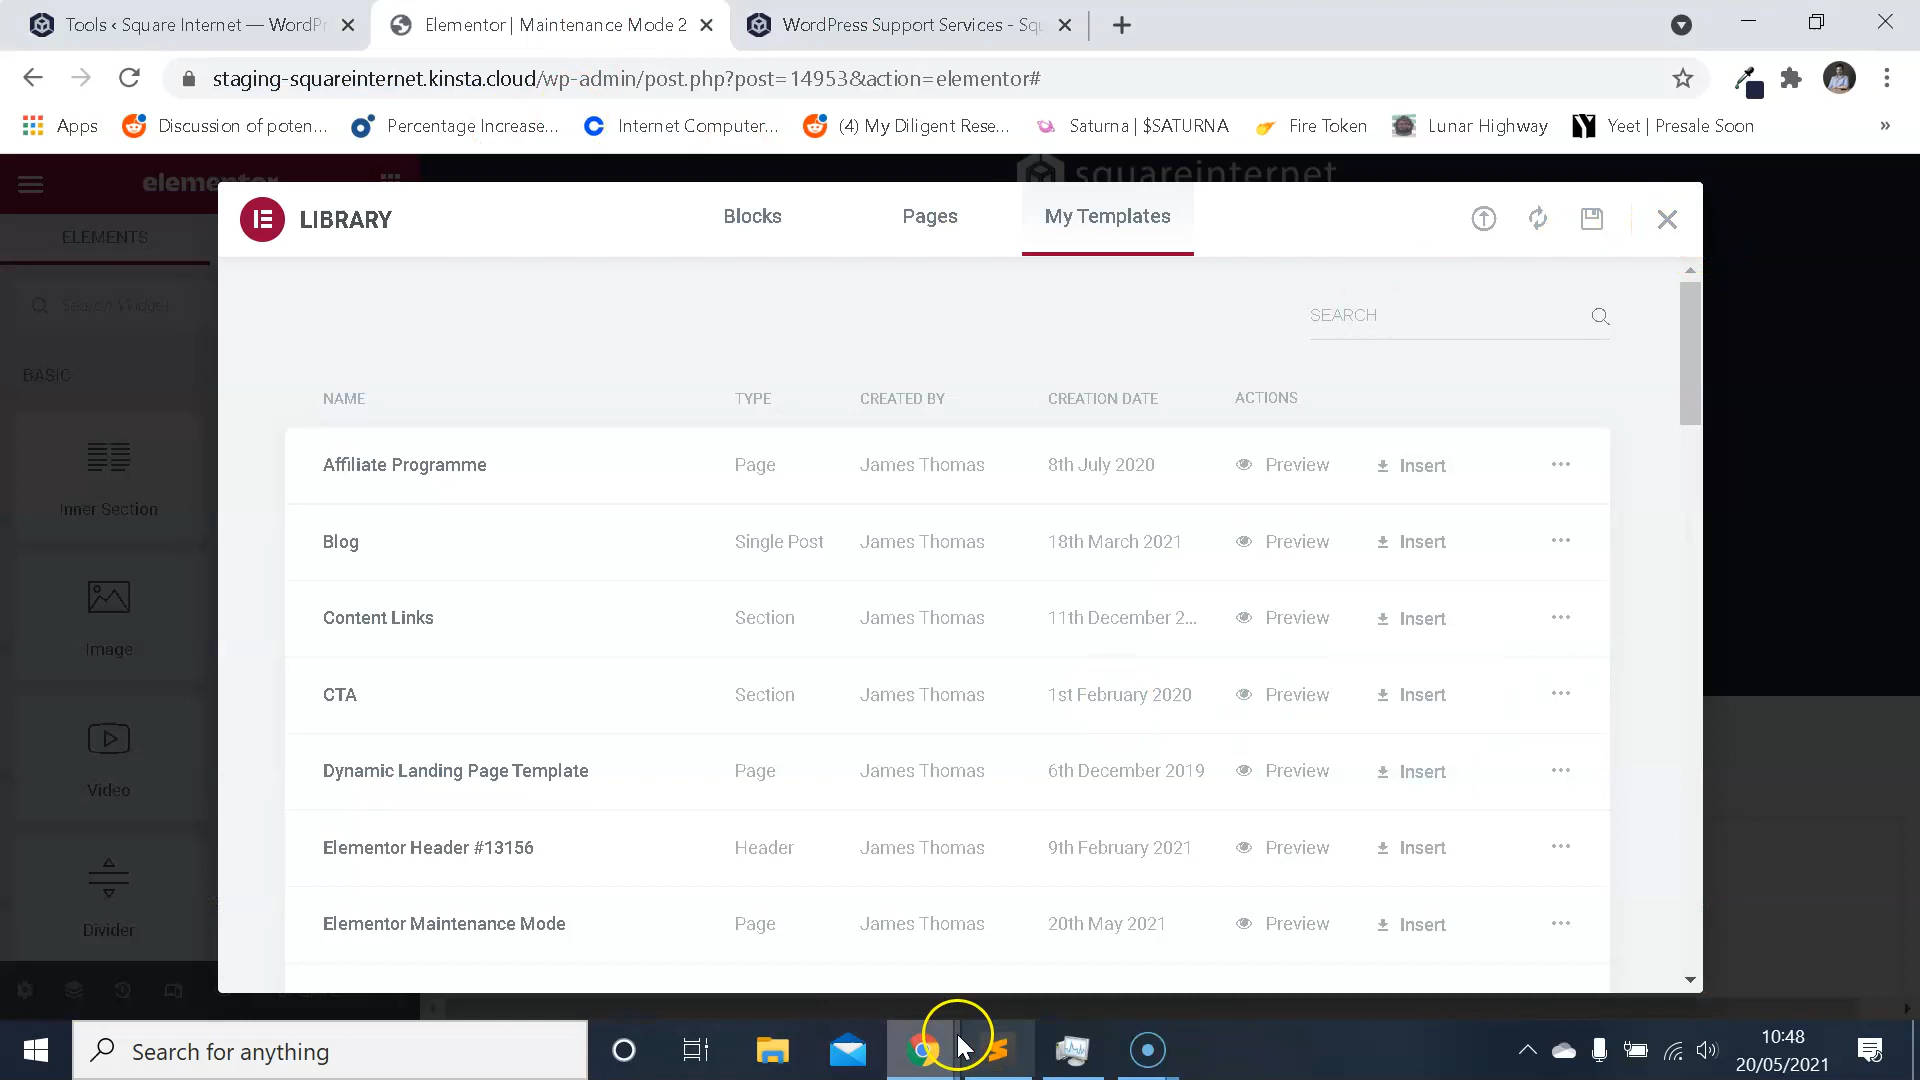 Tools ‹ Square Internet — WordPr
Elementor | Maintenance Mode 2
WordPress Support Services - Squ
staging-squareinternet.kinsta.cloud/wp-admin/post.php?post=14953&action=elementor#
Apps
Discussion of poten...
Percentage Increase...
Internet Computer...
(4) My Diligent Rese...
Saturna | $SATURNA
Fire Token
Lunar Highway
Yeet | Presale Soon
elementor
squareinternet
LIBRARY
Blocks
Pages
My Templates
ELEMENTS
Search Widget
SEARCH
BASIC
Inner Section
Image
Video
Divider
NAME TYPE CREATED BY CREATION DATE ACTIONS
Affiliate Programme Page James Thomas 8th July 2020 Preview Insert
Blog Single Post James Thomas 18th March 2021 Preview Insert
Content Links Section James Thomas 11th December 2... Preview Insert
CTA Section James Thomas 1st February 2020 Preview Insert
Dynamic Landing Page Template Page James Thomas 6th December 2019 Preview Insert
Elementor Header #13156 Header James Thomas 9th February 2021 Preview Insert
Elementor Maintenance Mode Page James Thomas 20th May 2021 Preview Insert
Search for anything
10:48
20/05/2021